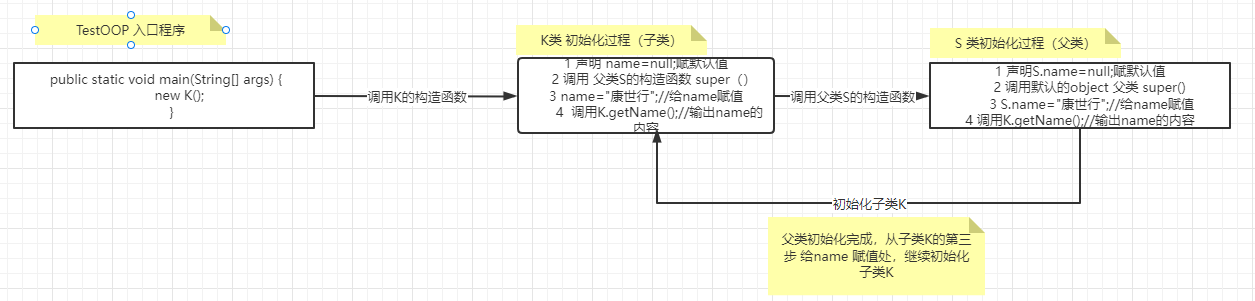 TestOOP 入口程序
public static void main(String[] args) {
new K();
}
调用K的构造函数
K类 初始化过程（子类）
1 声明 name=null;赋默认值
2 调用 父类S的构造函数 super（）
3 name="康世行";//给name赋值
4 调用K.getName();//输出name的
内容
调用父类S的构造函数
S 类初始化过程（父类）
1 声明S.name=null;赋默认值
2 调用默认的object 父类 super()
3 S.name="康世行";//给name赋值
4 调用K.getName();//输出name的内容
初始化子类K
父类初始化完成，从子类K的第三
步 给name 赋值处，继续初始化
子类K